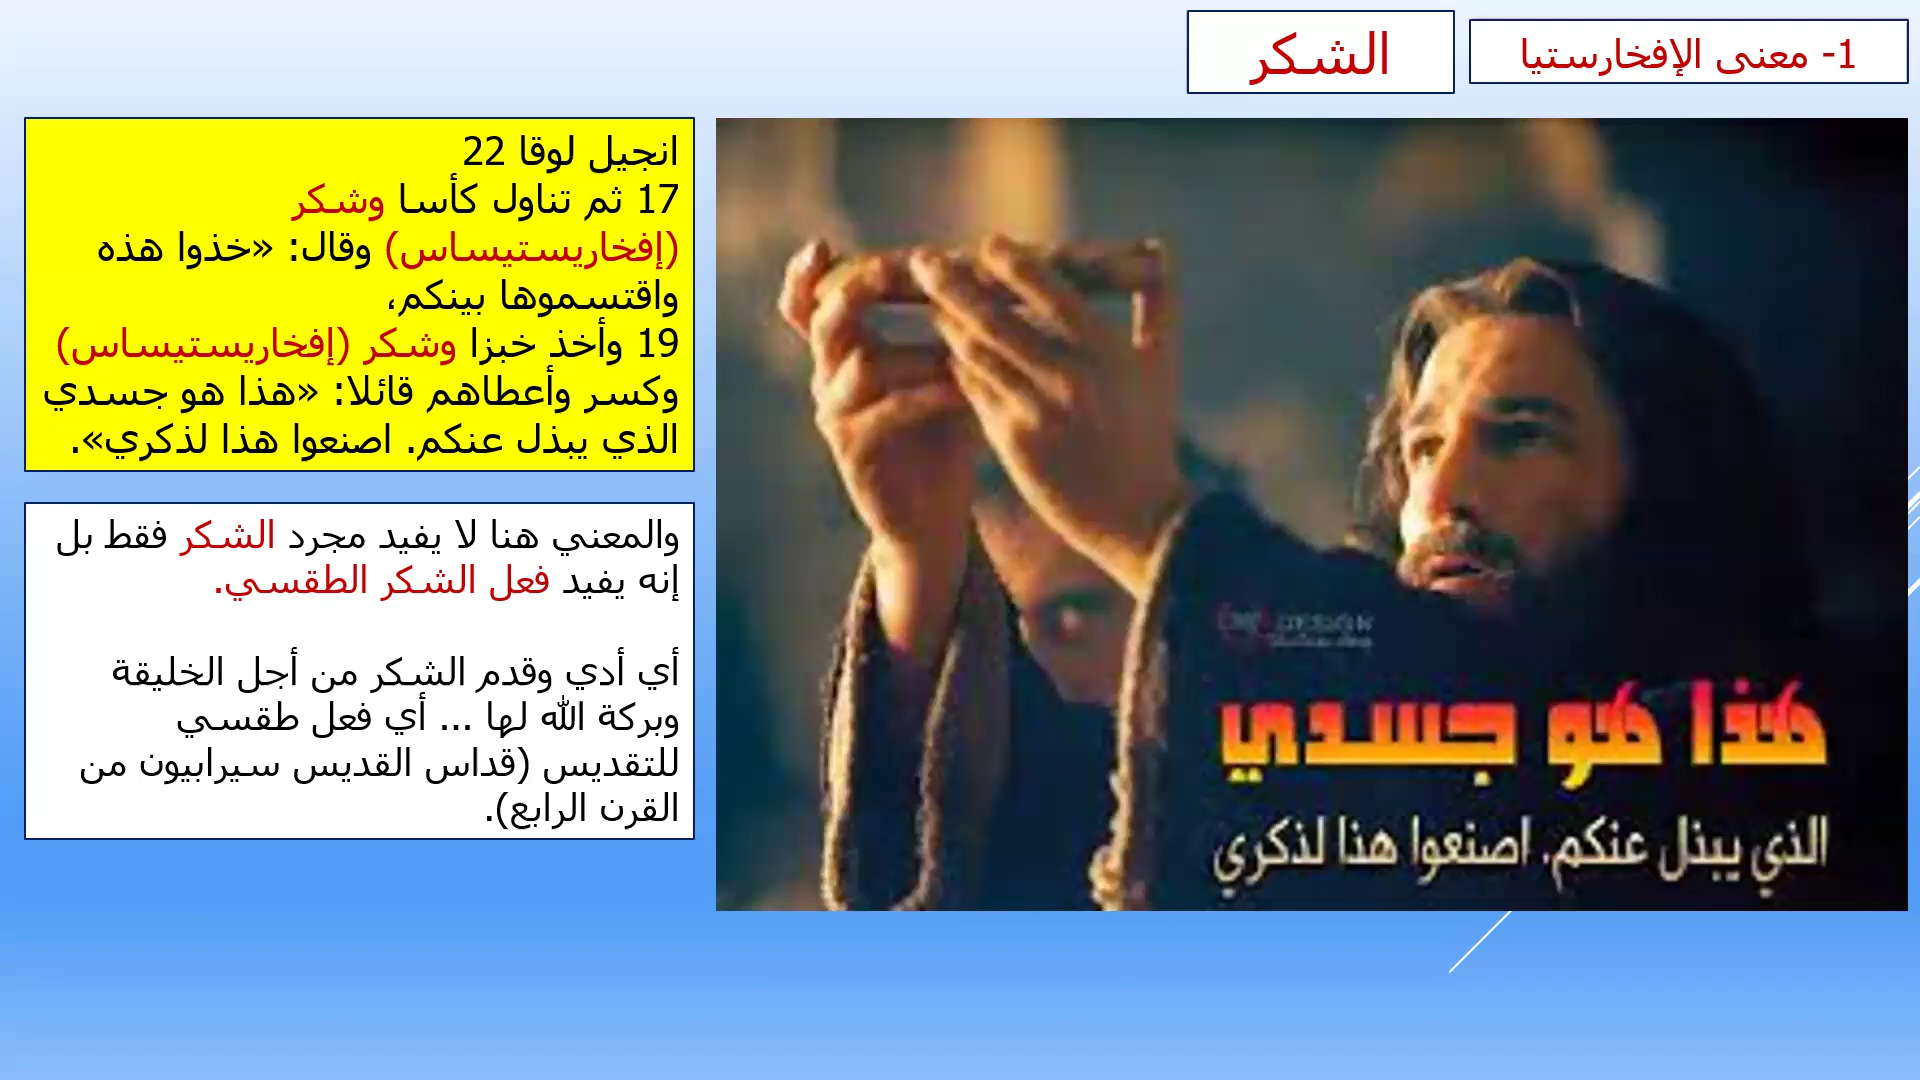 1- معنى الإفخارستيا
الشكر
انجيل لوقا 22
17 ثم تناول كأسا وشكر
(إفخاريستيساس) وقال: «خذوا هذه
واقتسموها بينكم،
19 وأخذ خبزا وشكر (إفخاريستيساس)
وكسر وأعطاهم قائلا: «هذا هو جسدي
الذي يبذل عنكم. اصنعوا هذا لذكري».
والمعني هنا لا يفيد مجرد الشكر فقط بل
إنه يفيد فعل الشكر الطقسي.
أي أدي وقدم الشكر من أجل الخليقة
وبركة الله لها ... أي فعل طقسي
للتقديس (قداس القديس سيرابيون من
القرن الرابع).
DESIGN
هذا هو جسدي
الذي يبذل عنكم. اصنعوا هنا لذكري